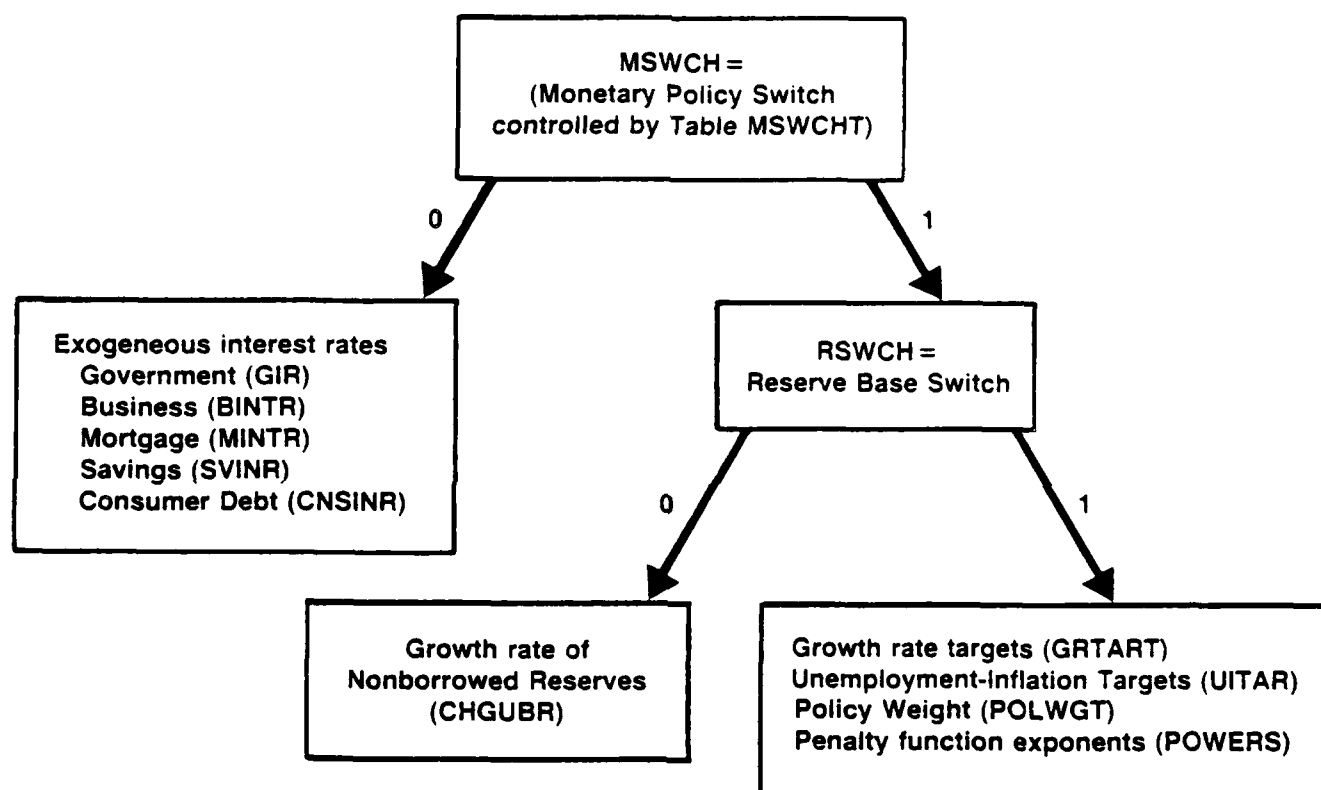 MSWCH =
(Monetary Policy Switch
controlled by Table MSWCHT)
0
1
Exogeneous interest rates
Government (GIR)
Business (BINTR)
Mortgage (MINTR)
Savings (SVINR)
Consumer Debt (CNSINR)
RSWCH =
Reserve Base Switch
0
1
Growth rate of
Nonborrowed Reserves
(CHGUBR)
Growth rate targets (GRTART)
Unemployment-Inflation Targets (UITAR)
Policy Weight (POLWGT)
Penalty function exponents (POWERS)